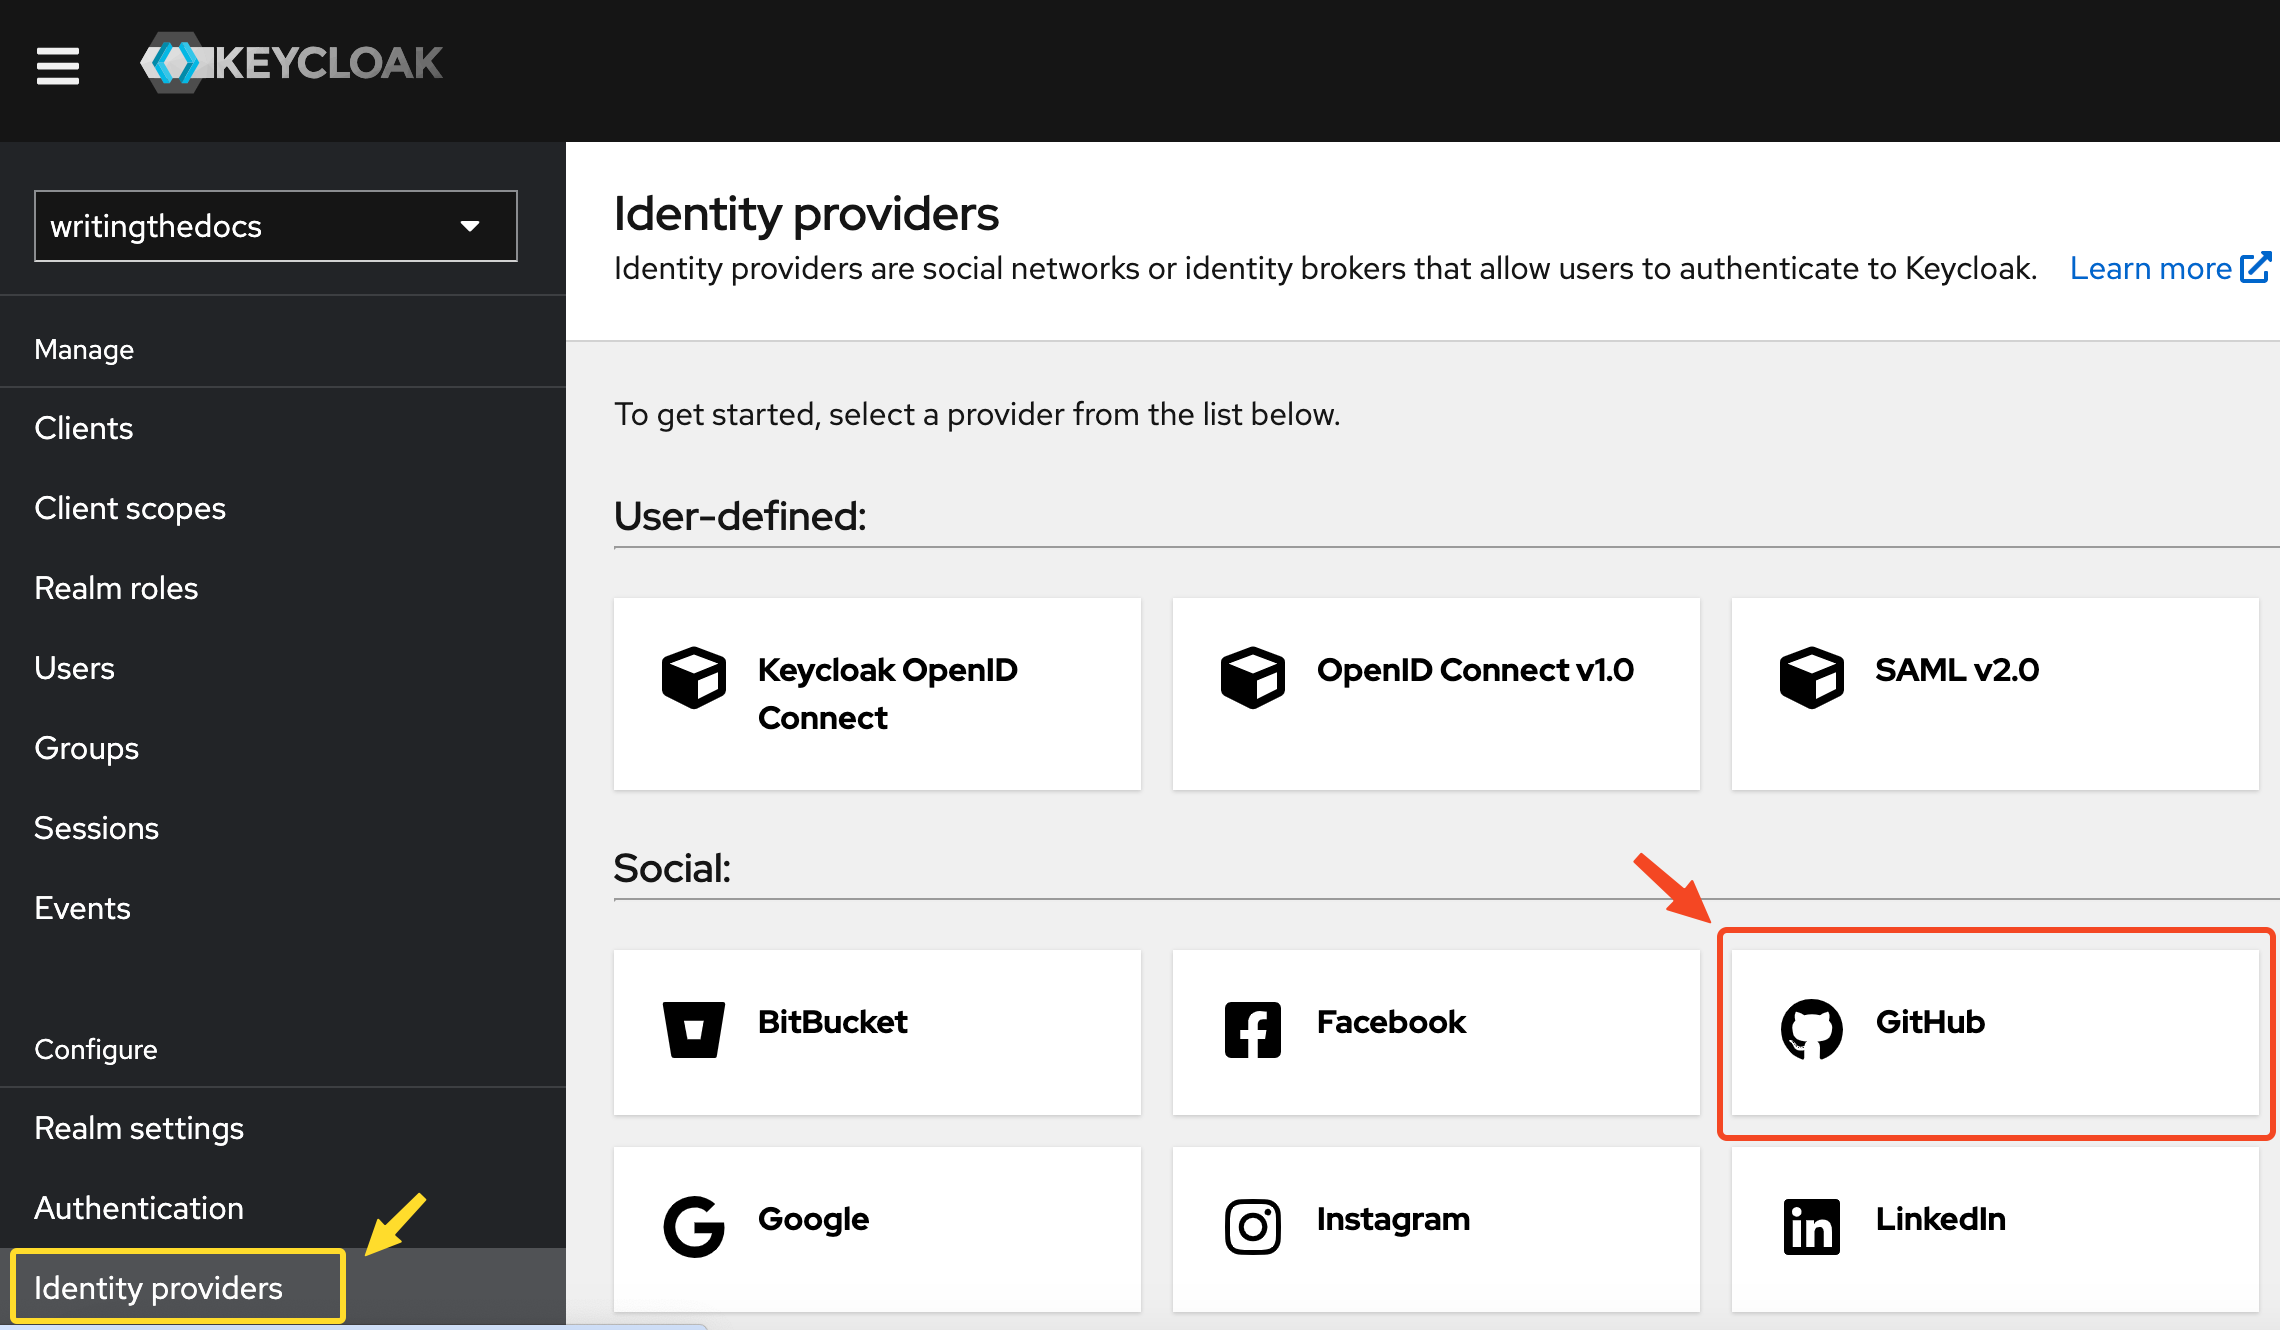 KEYCLOAK
writingthedocs
Manage
Clients
Client scopes
Realm roles
Users
Groups
Sessions
Events
Configure
Realm settings
Authentication
Identity providers
Identity providers
Identity providers are social networks or identity brokers that allow users to authenticate to Keycloak. Learn more
To get started, select a provider from the list below.
User-defined:
Keycloak OpenID
Connect
OpenID Connect v1.0
SAML v2.0
Social:
BitBucket
Facebook
GitHub
Google
Instagram
LinkedIn